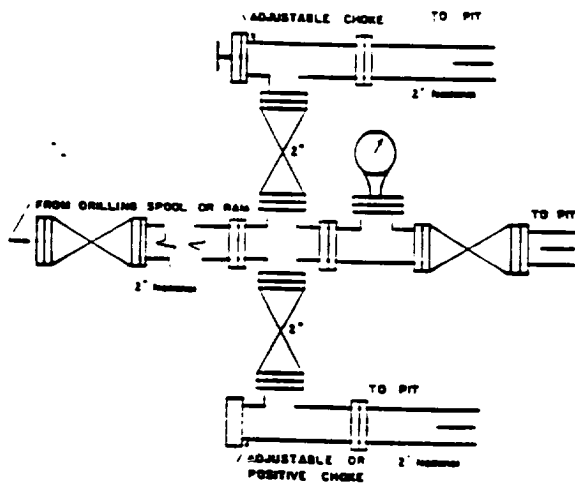 ADJUSTABLE CHOKE
TO PIT
2"
2"
FROM DRILLING SPOOL OR RAM
TO PIT
2"
2"
TO PIT
ADJUSTABLE OR
POSITIVE CHOKE
2"